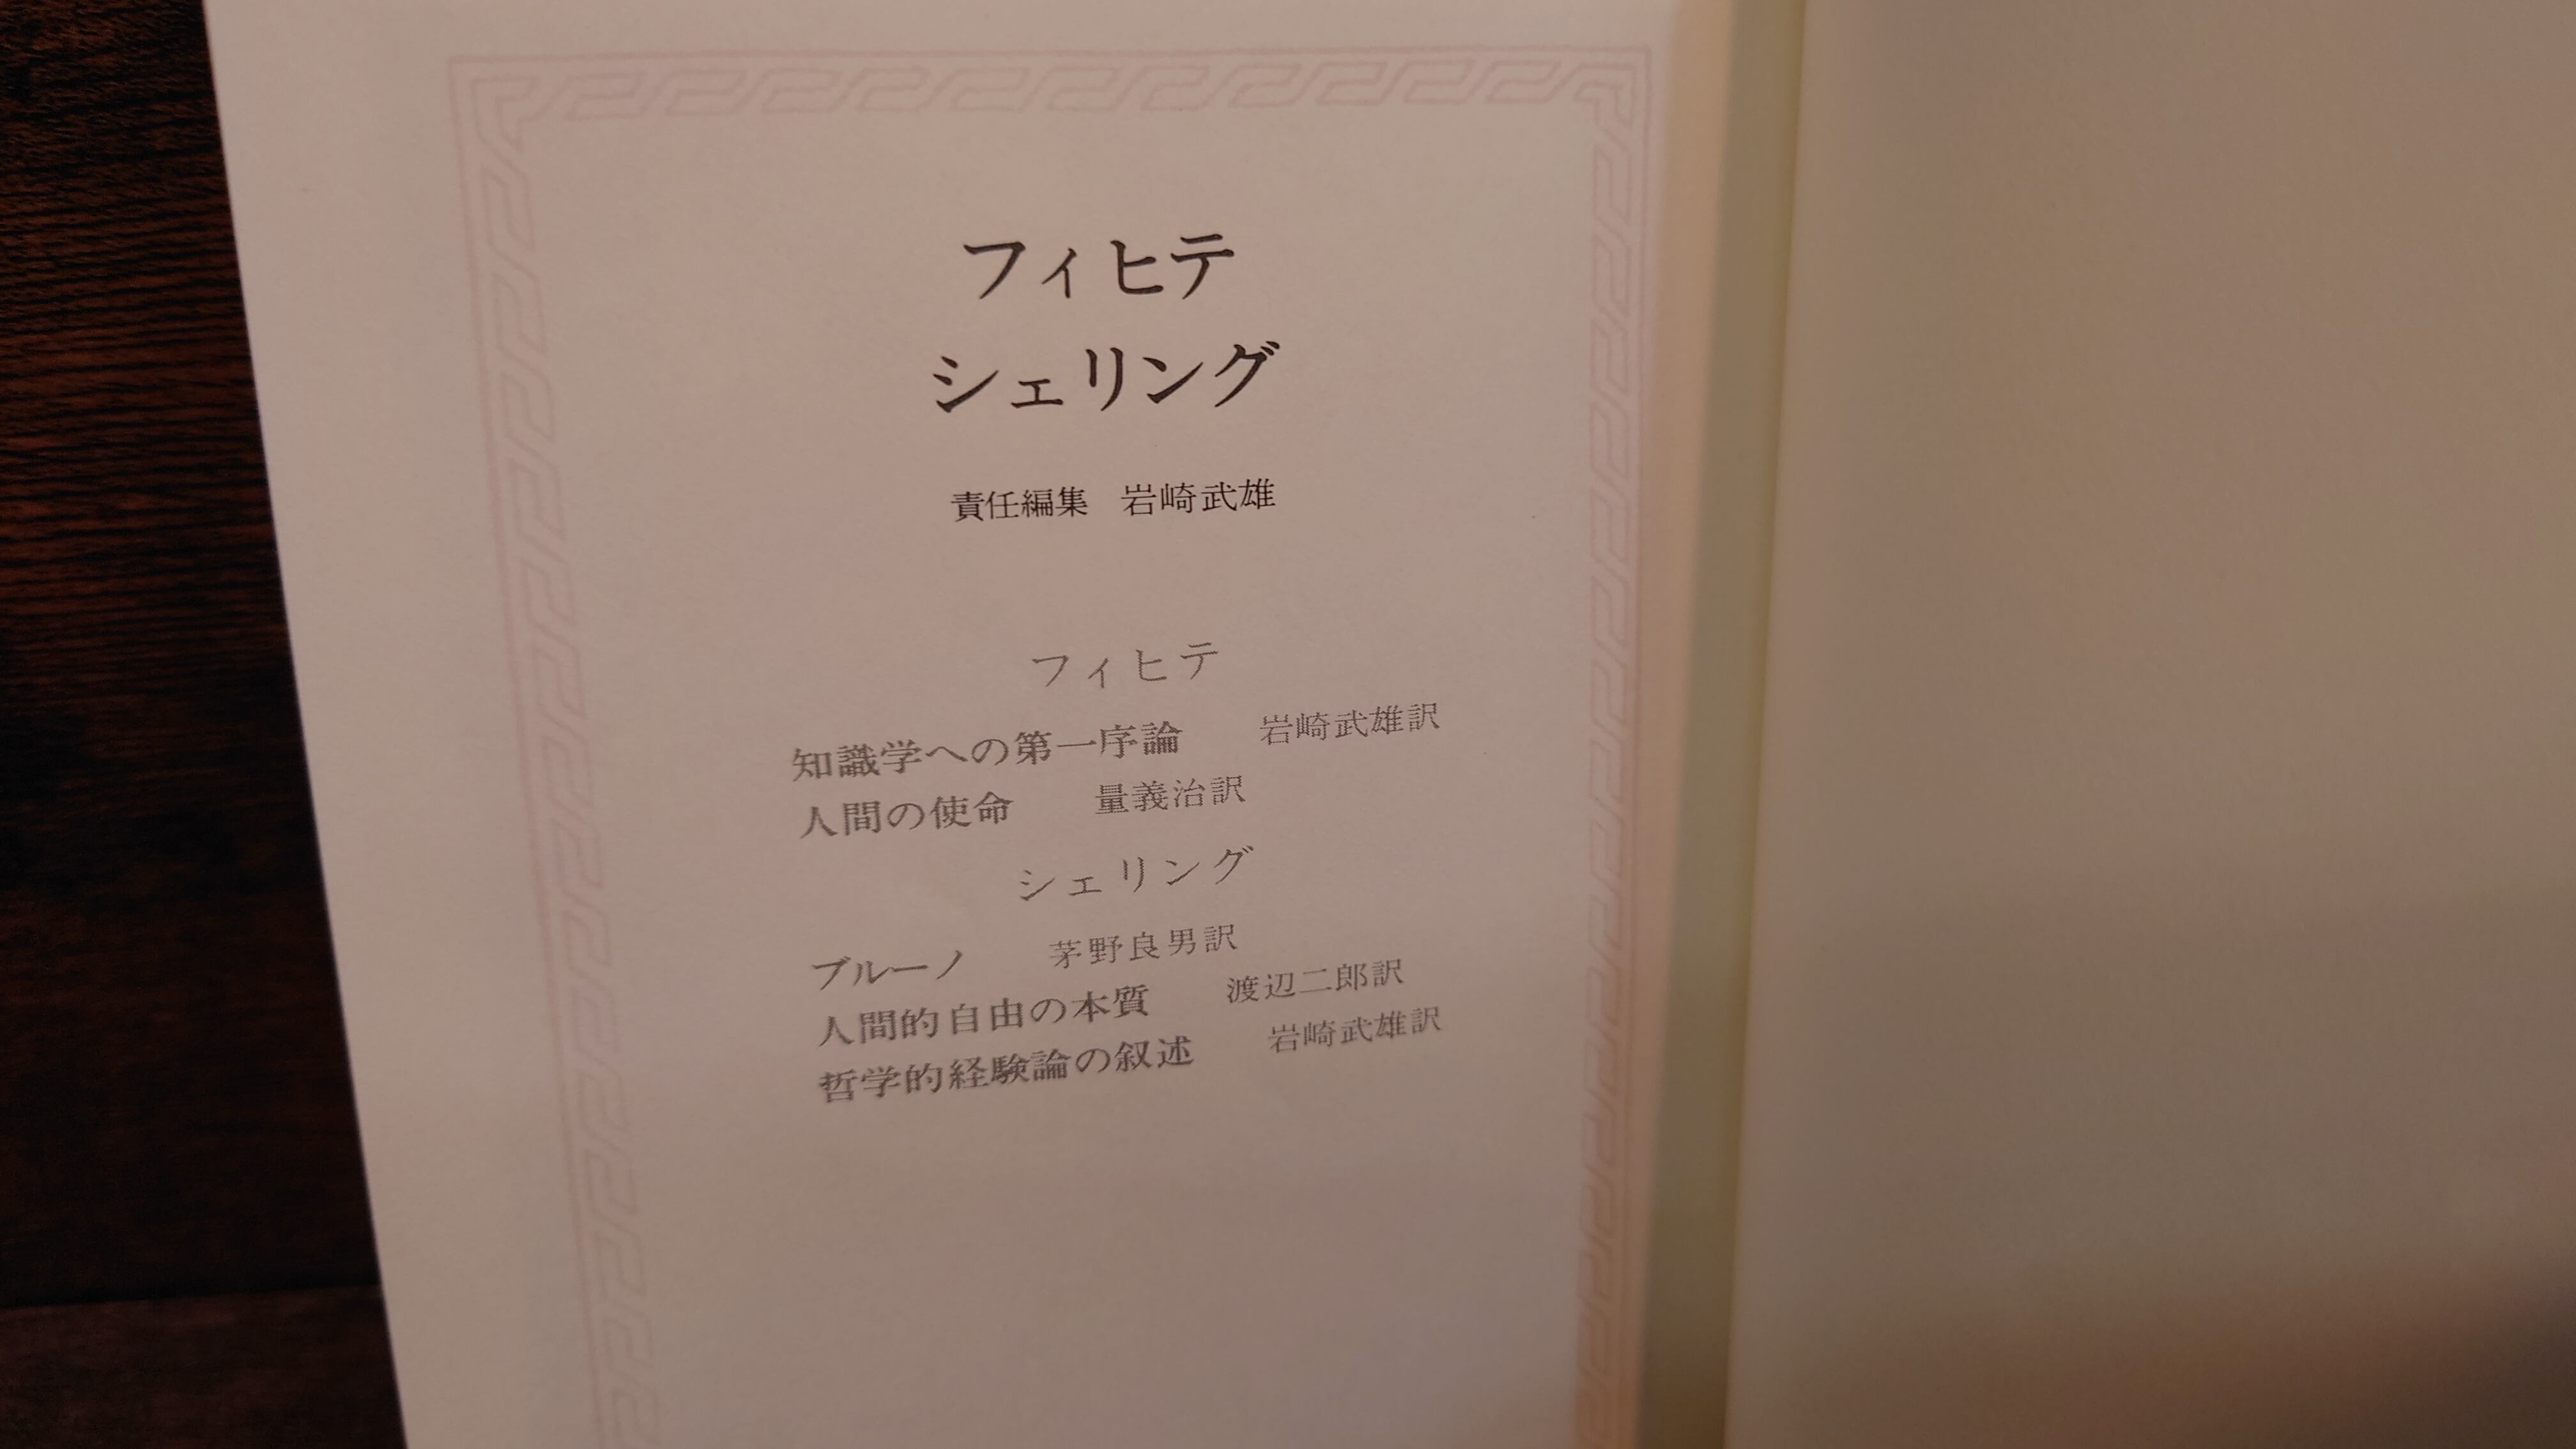 フィヒテ
シェリング
責任編集　岩崎武雄
フィヒテ
知識学への第一序論　岩崎武雄訳
人間の使命　量義治訳
シェリング
ブルーノ　茅野良男訳
人間的自由の本質　渡辺二郎訳
哲学的経験論の叙述　岩崎武雄訳